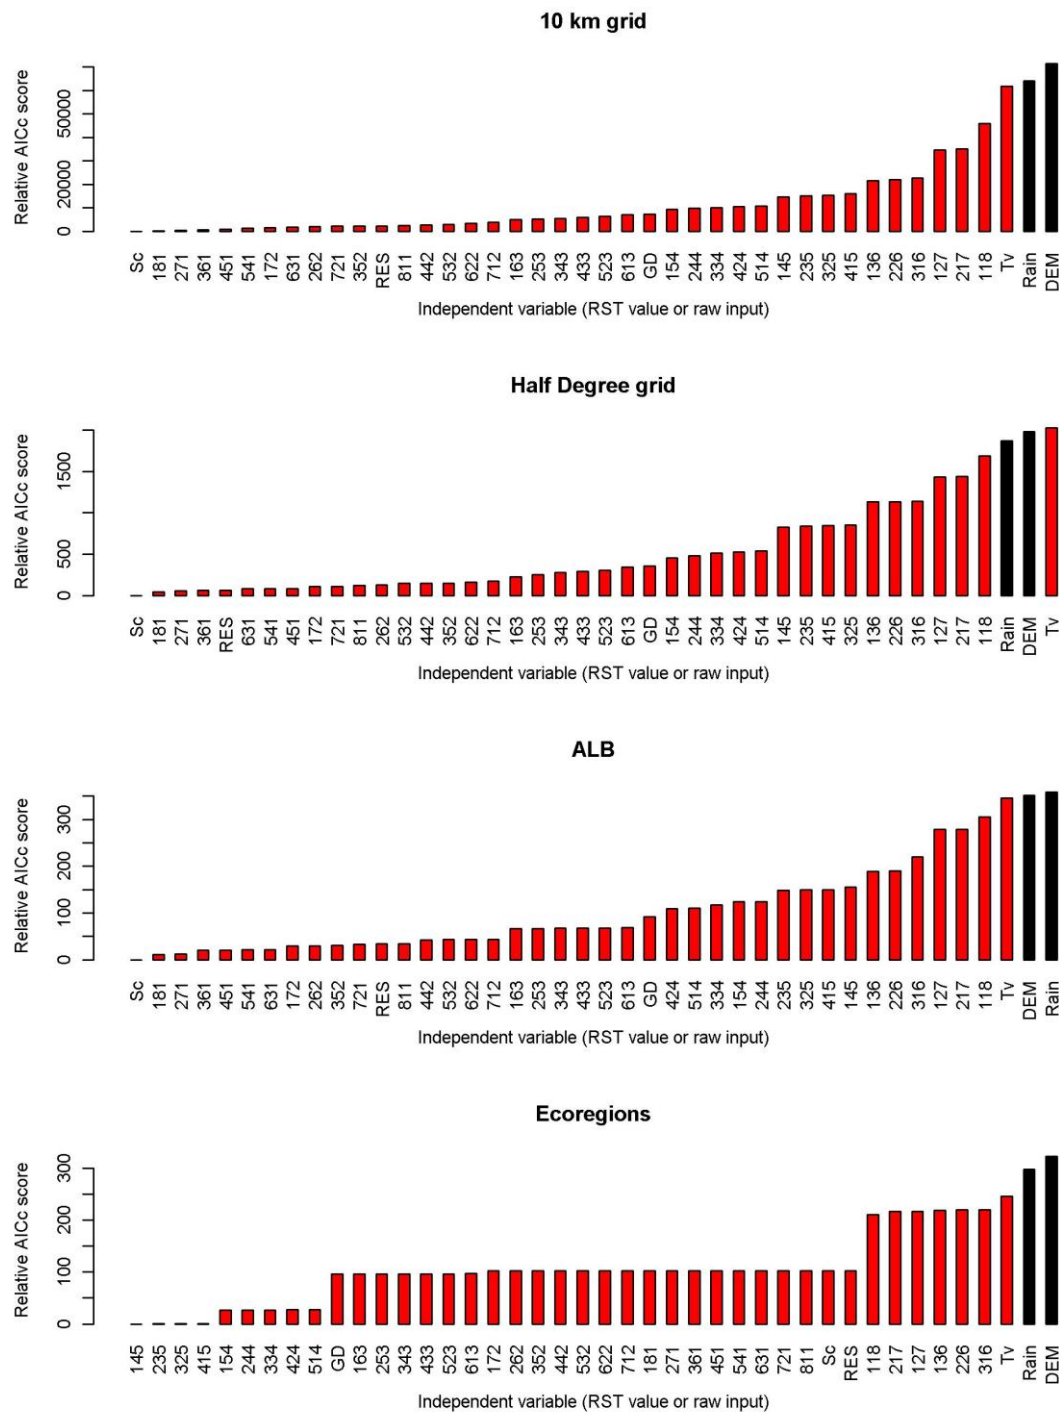 10 km grid
Relative AICc score
0 20000 50000
Sc 181 271 361 451 541 172 631 262 721 352 RES 811 442 532 622 712 163 253 343 433 523 613 GD 154 244 334 424 514 145 235 325 415 136 226 316 127 217 118 Tv Rain DEM
Independent variable (RST value or raw input)
Half Degree grid
Relative AICc score
0 500 1500
Sc 181 271 361 RES 631 541 451 172 721 811 262 532 442 352 622 712 163 253 343 433 523 613 GD 154 244 334 424 514 145 235 415 325 136 226 316 127 217 118 Rain DEM Tv
Independent variable (RST value or raw input)
ALB
Relative AICc score
0 100 200 300
Sc 181 271 361 451 541 631 172 262 352 721 RES 811 442 532 622 712 163 253 343 433 523 613 GD 424 514 334 154 244 235 325 415 145 136 226 316 127 217 118 Tv DEM Rain
Independent variable (RST value or raw input)
Ecoregions
Relative AICc score
0 100 200 300
145 235 325 415 154 244 334 424 514 GD 163 253 343 433 523 613 172 262 352 442 532 622 712 181 271 361 451 541 631 721 811 Sc RES 118 217 127 136 226 316 Tv Rain DEM
Independent variable (RST value or raw input)